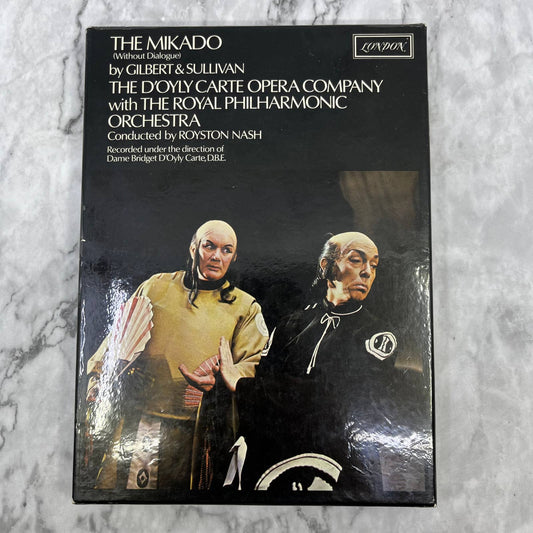 THE MIKADO
(Without Dialogue)
by GILBERT & SULLIVAN
THE D'OYLY CARTE OPERA COMPANY
with THE ROYAL PHILHARMONIC
ORCHESTRA
Conducted by ROYSTON NASH
Recorded under the direction of
Dame Bridget D'Oyly Carte, D.B.E.
LONDON